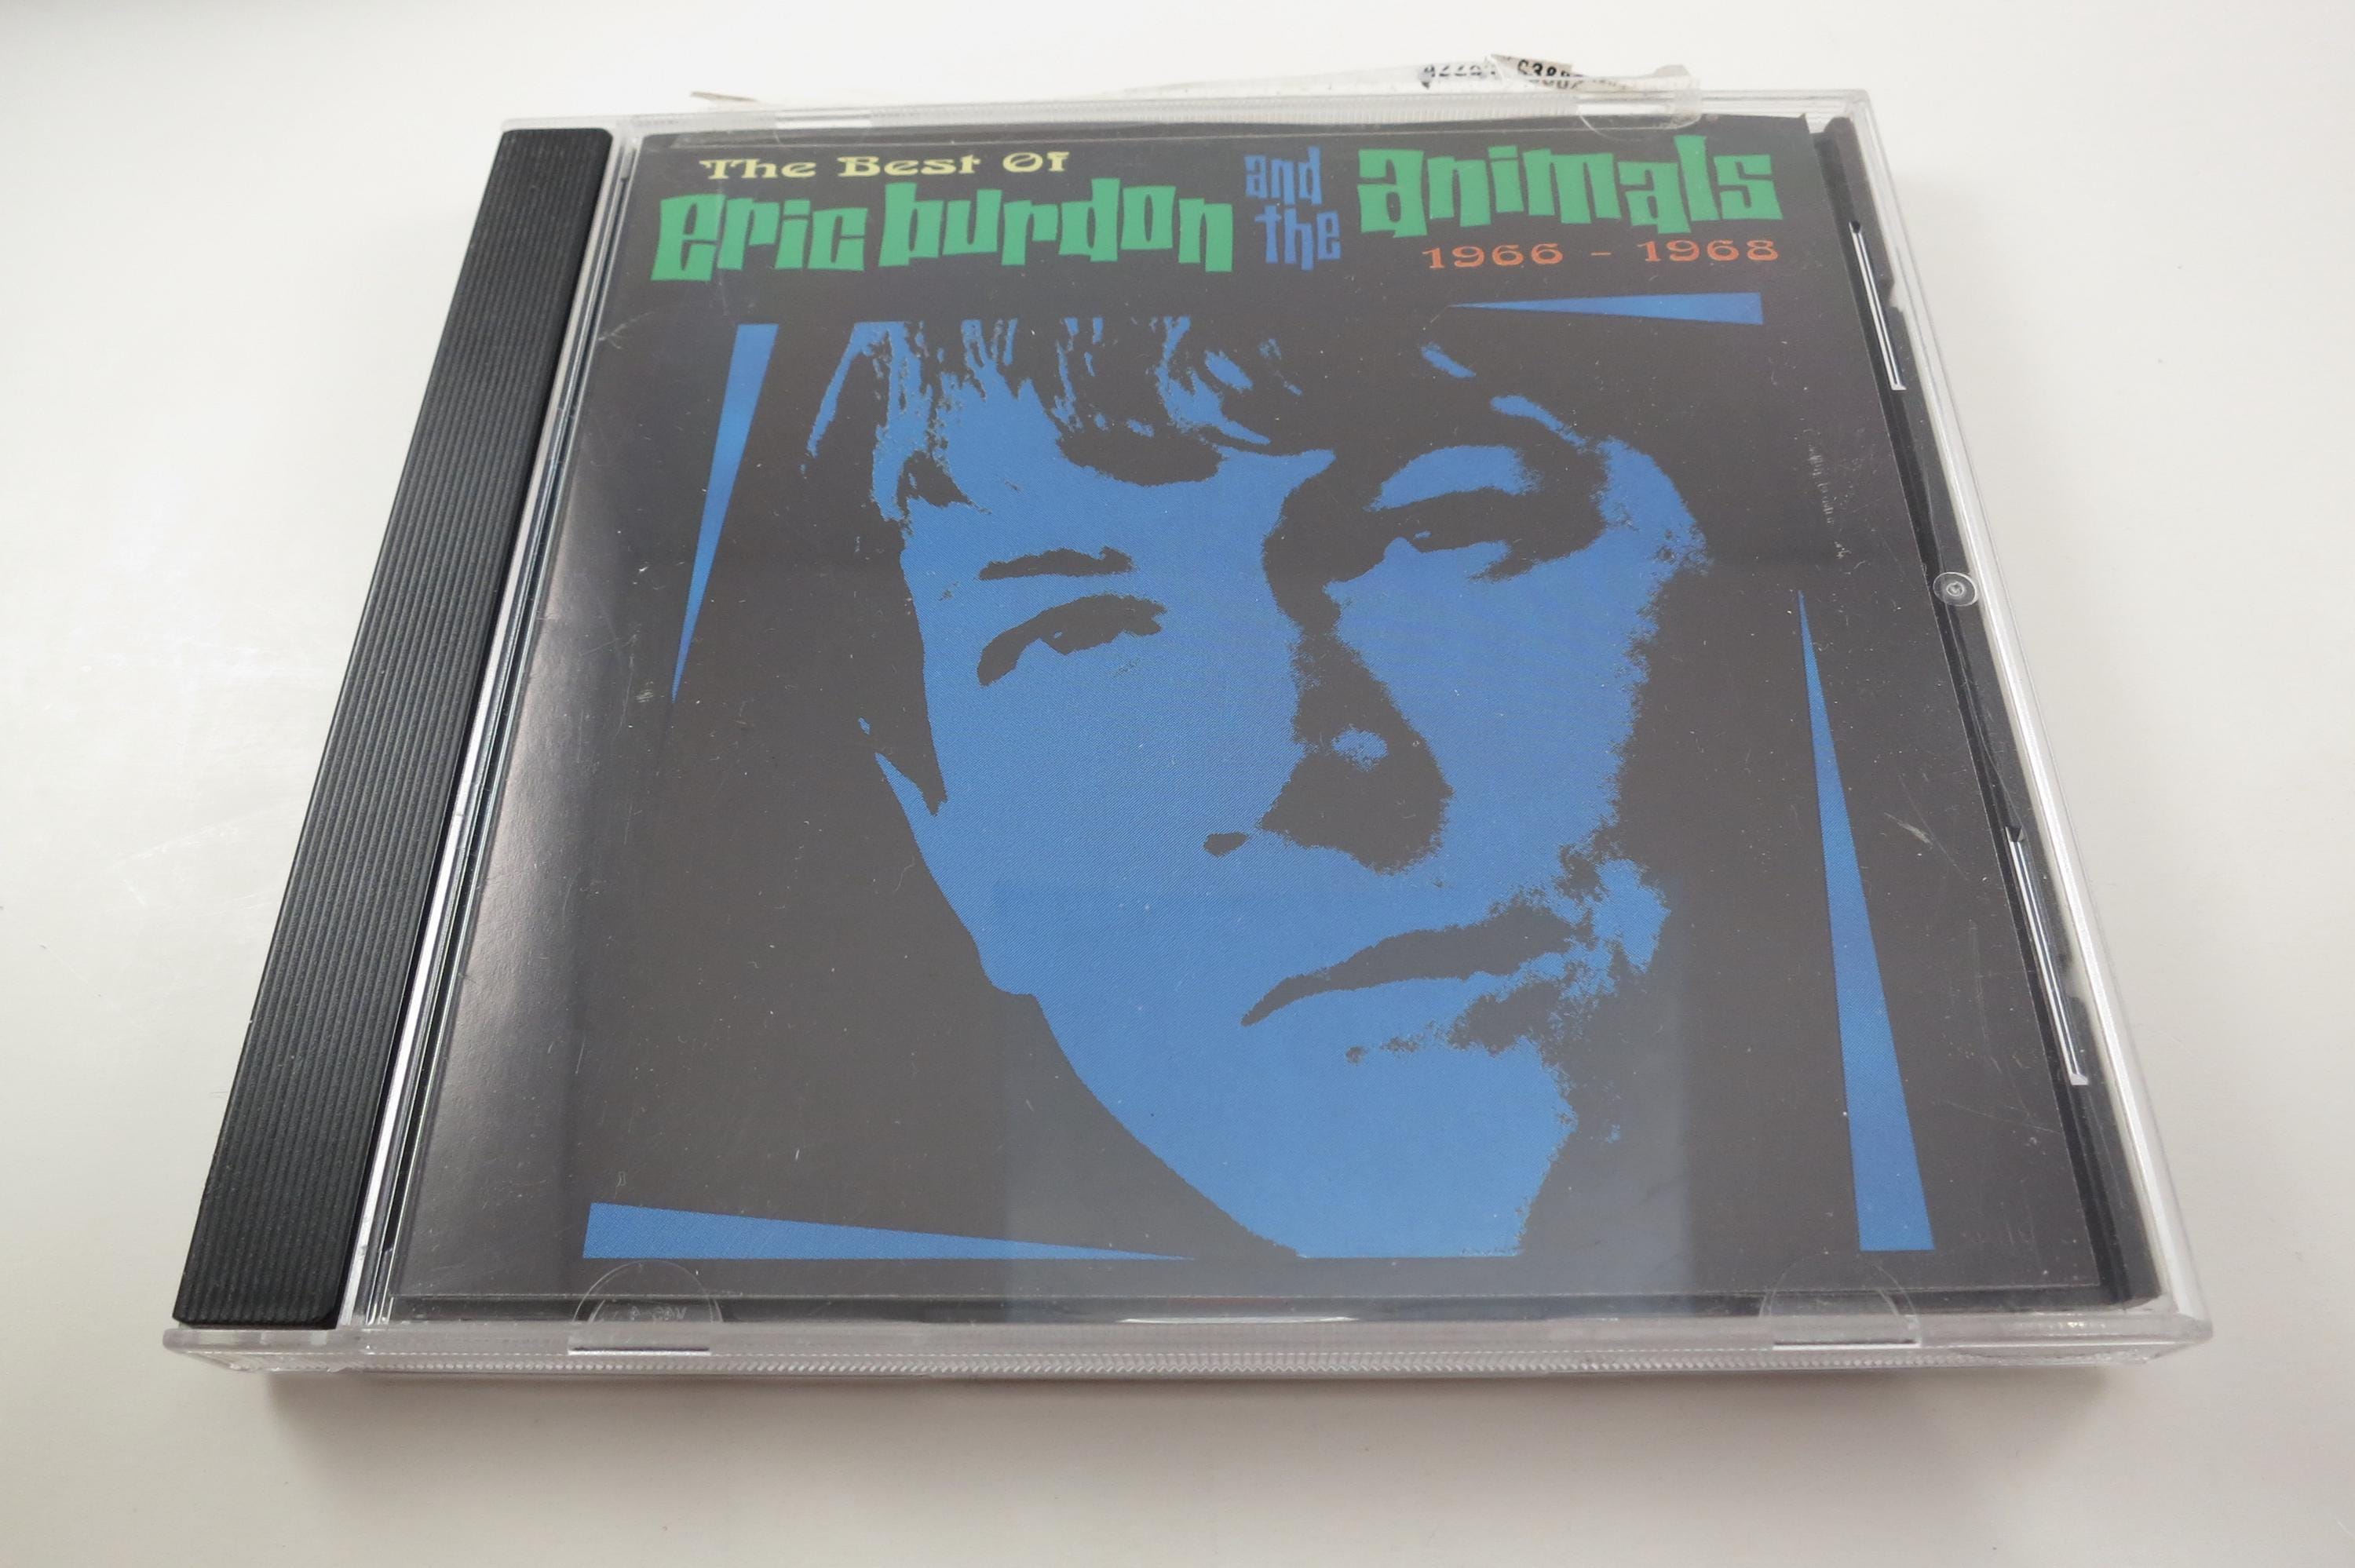 The Best Of
eric burdon and the animals
1966 - 1968